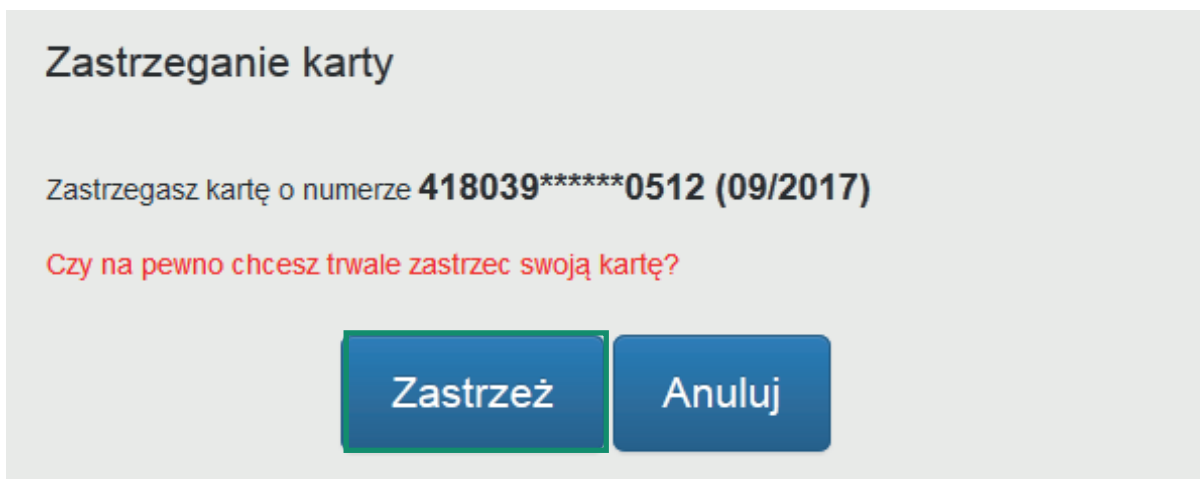 Zastrzeganie karty
Zastrzegasz kartę o numerze 418039******0512 (09/2017)
Czy na pewno chcesz trwale zastrzec swoją kartę?
Zastrzeż Anuluj